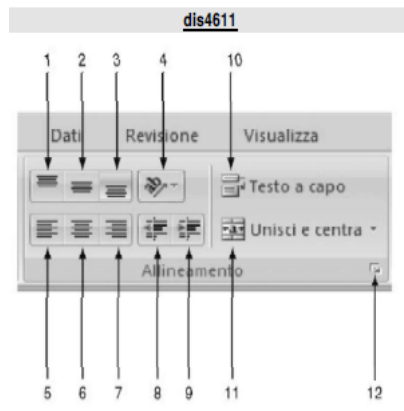 dis4611
1 2 3 4 10
Dati Revisione Visualizza
Testo a capo
Unisci e centra
Allineamento
5 6 7 8 9 11 12